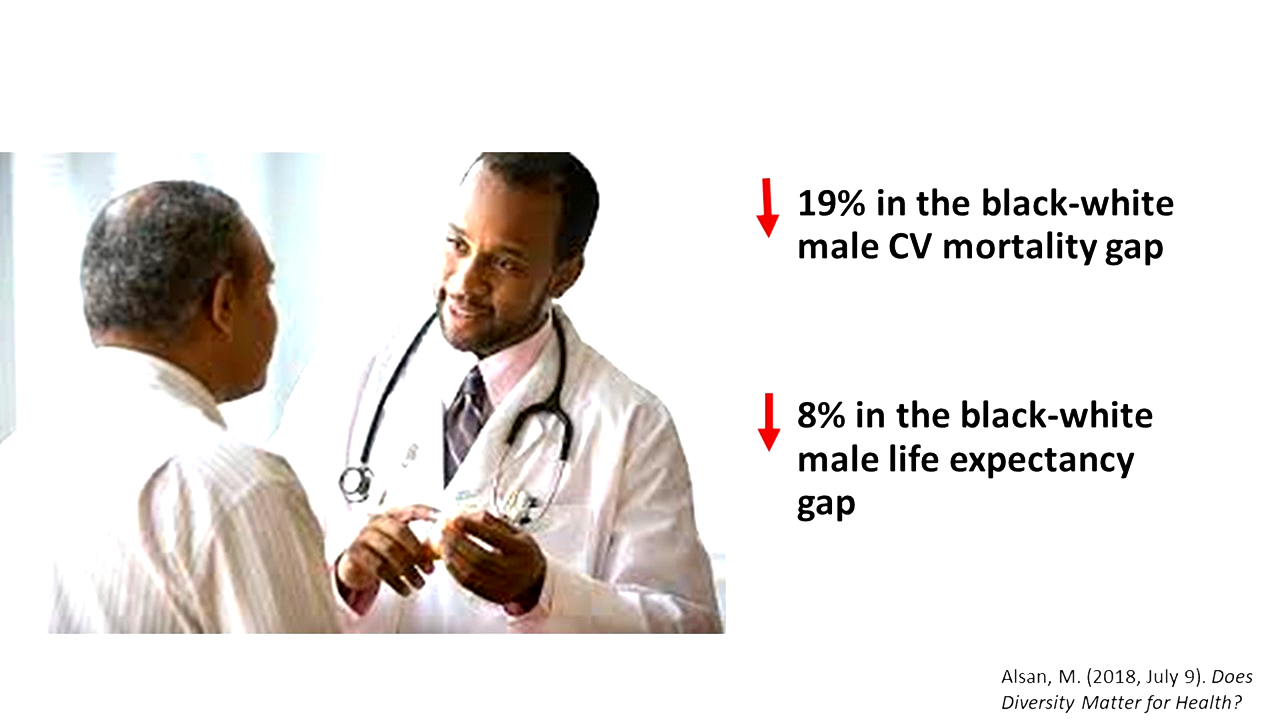 19% in the black-white
male CV mortality gap
8% in the black-white
male life expectancy
gap
Alsan, M. (2018, July 9). Does
Diversity Matter for Health?